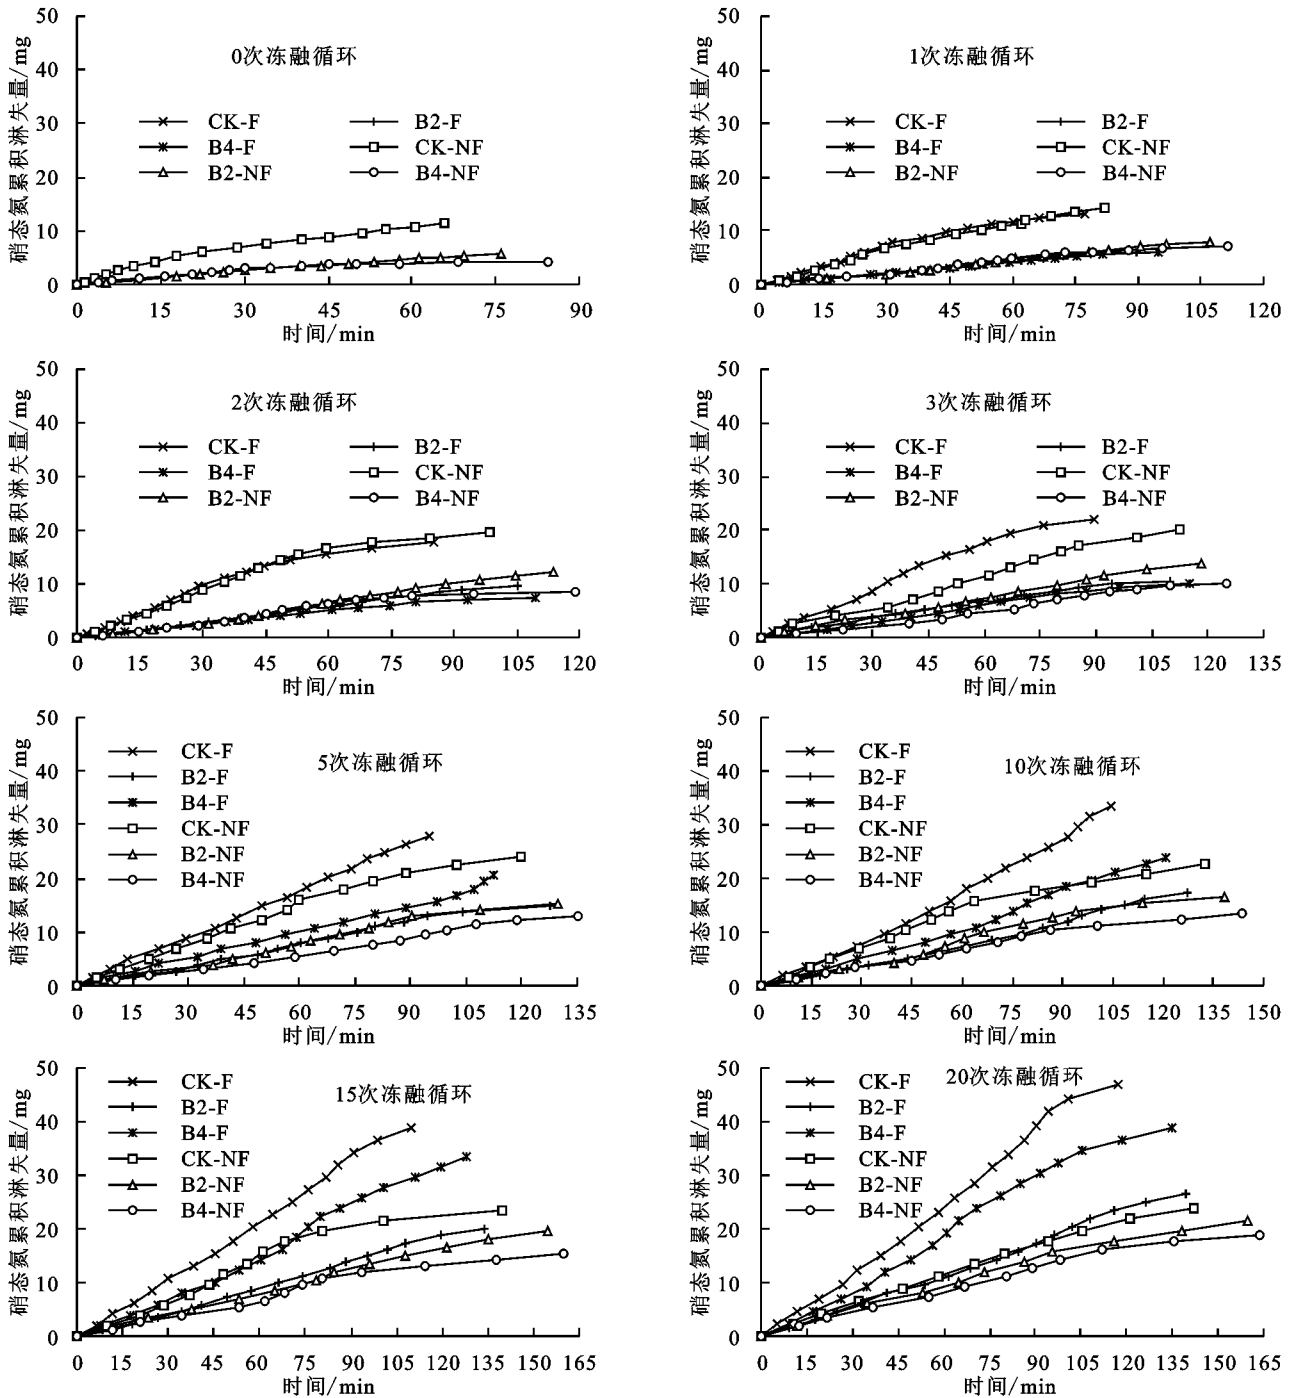 硝态氮累积淋失量/mg
50
40
30
20
10
0
0次冻融循环
CK-F B2-F
B4-F CK-NF
B2-NF B4-NF
0 15 30 45 60 75 90
时间/min
硝态氮累积淋失量/mg
50
40
30
20
10
0
1次冻融循环
CK-F B2-F
B4-F CK-NF
B2-NF B4-NF
0 15 30 45 60 75 90 105 120
时间/min
硝态氮累积淋失量/mg
50
40
30
20
10
0
2次冻融循环
CK-F B2-F
B4-F CK-NF
B2-NF B4-NF
0 15 30 45 60 75 90 105 120
时间/min
硝态氮累积淋失量/mg
50
40
30
20
10
0
3次冻融循环
CK-F B2-F
B4-F CK-NF
B2-NF B4-NF
0 15 30 45 60 75 90 105 120 135
时间/min
硝态氮累积淋失量/mg
50
40
30
20
10
0
5次冻融循环
CK-F
B2-F
B4-F
CK-NF
B2-NF
B4-NF
0 15 30 45 60 75 90 105 120 135
时间/min
硝态氮累积淋失量/mg
50
40
30
20
10
0
10次冻融循环
CK-F
B2-F
B4-F
CK-NF
B2-NF
B4-NF
0 15 30 45 60 75 90 105 120 135 150
时间/min
硝态氮累积淋失量/mg
50
40
30
20
10
0
15次冻融循环
CK-F
B2-F
B4-F
CK-NF
B2-NF
B4-NF
0 15 30 45 60 75 90 105 120 135 150 165
时间/min
硝态氮累积淋失量/mg
50
40
30
20
10
0
20次冻融循环
CK-F
B2-F
B4-F
CK-NF
B2-NF
B4-NF
0 15 30 45 60 75 90 105 120 135 150 165
时间/min